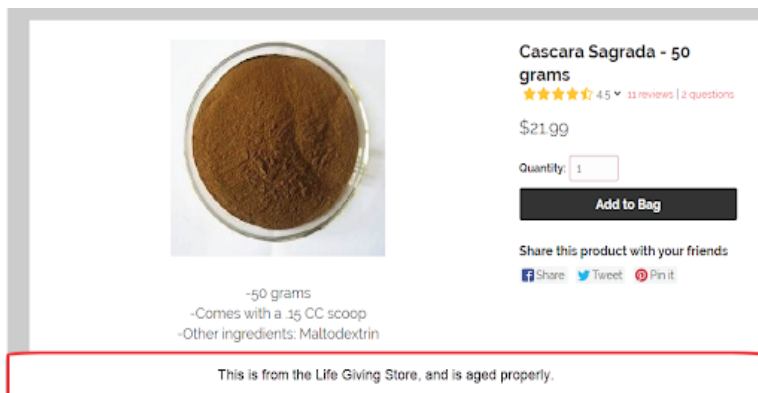 Cascara Sagrada - 50
grams
4.5 11 reviews | 2 questions
$21.99
Quantity: 1
Add to Bag
Share this product with your friends
Share Tweet Pin it
-50 grams
-Comes with a .15 CC scoop
-Other ingredients: Maltodextrin
This is from the Life Giving Store, and is aged properly.